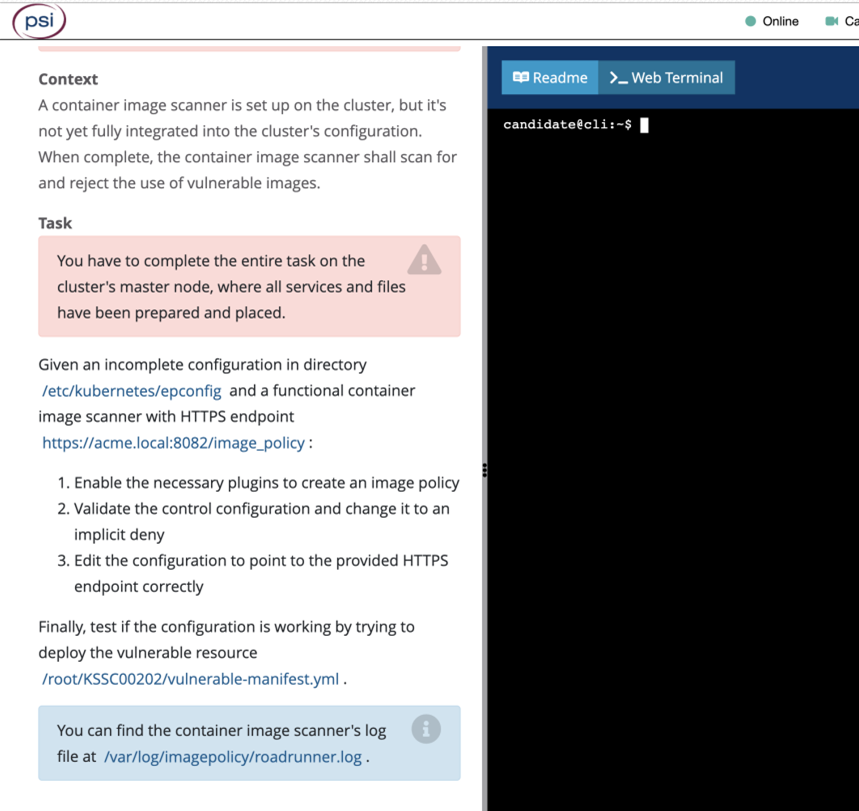 psi
Online
Ca
Context
A container image scanner is set up on the cluster, but it's
not yet fully integrated into the cluster's configuration.
When complete, the container image scanner shall scan for
and reject the use of vulnerable images.
Task
You have to complete the entire task on the
cluster's master node, where all services and files
have been prepared and placed.
Given an incomplete configuration in directory
/etc/kubernetes/epconfig and a functional container
image scanner with HTTPS endpoint
https://acme.local:8082/image_policy :
1. Enable the necessary plugins to create an image policy
2. Validate the control configuration and change it to an
implicit deny
3. Edit the configuration to point to the provided HTTPS
endpoint correctly
Finally, test if the configuration is working by trying to
deploy the vulnerable resource
/root/KSSC00202/vulnerable-manifest.yml .
You can find the container image scanner's log
file at /var/log/imagepolicy/roadrunner.log .
Readme
>_ Web Terminal
candidate@cli:~$